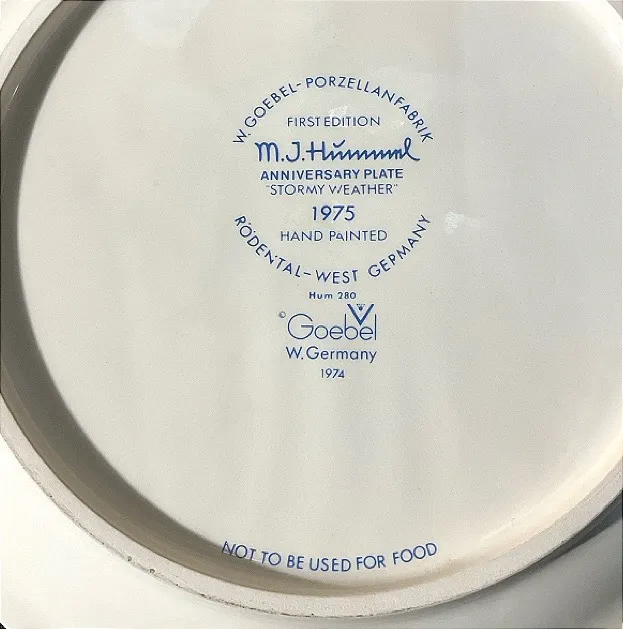 W. GOEBEL-PORZELLANFABRIK
FIRST EDITION
M.J.Hummel
ANNIVERSARY PLATE
"STORMY WEATHER"
1975
HAND PAINTED
RÖDENTAL-WEST GERMANY
Hum 280
© Goebel
W. Germany
1974
NOT TO BE USED FOR FOOD